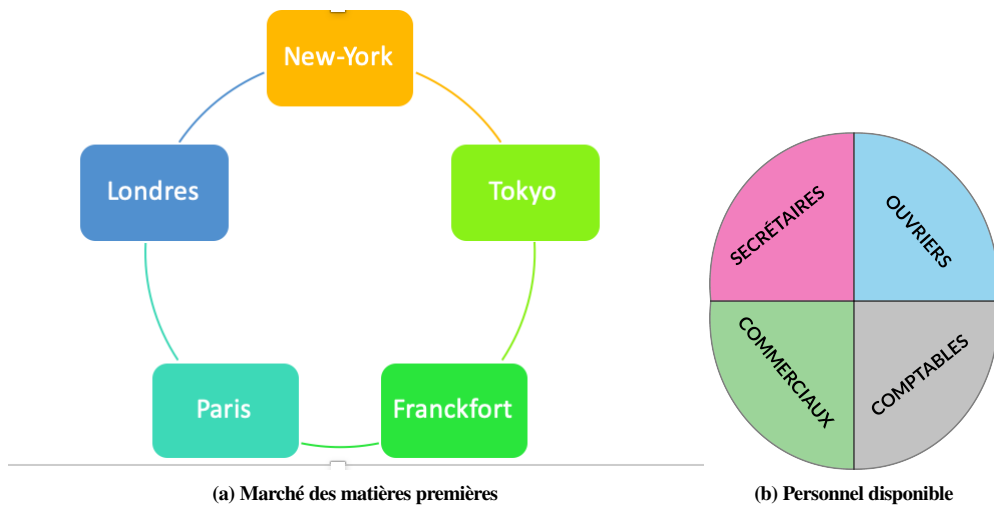 New-York
Londres
Tokyo
Paris
Franckfort
SECRÉTAIRES
OUVRIERS
COMMERCIAUX
COMPTABLES
(a) Marché des matières premières
(b) Personnel disponible